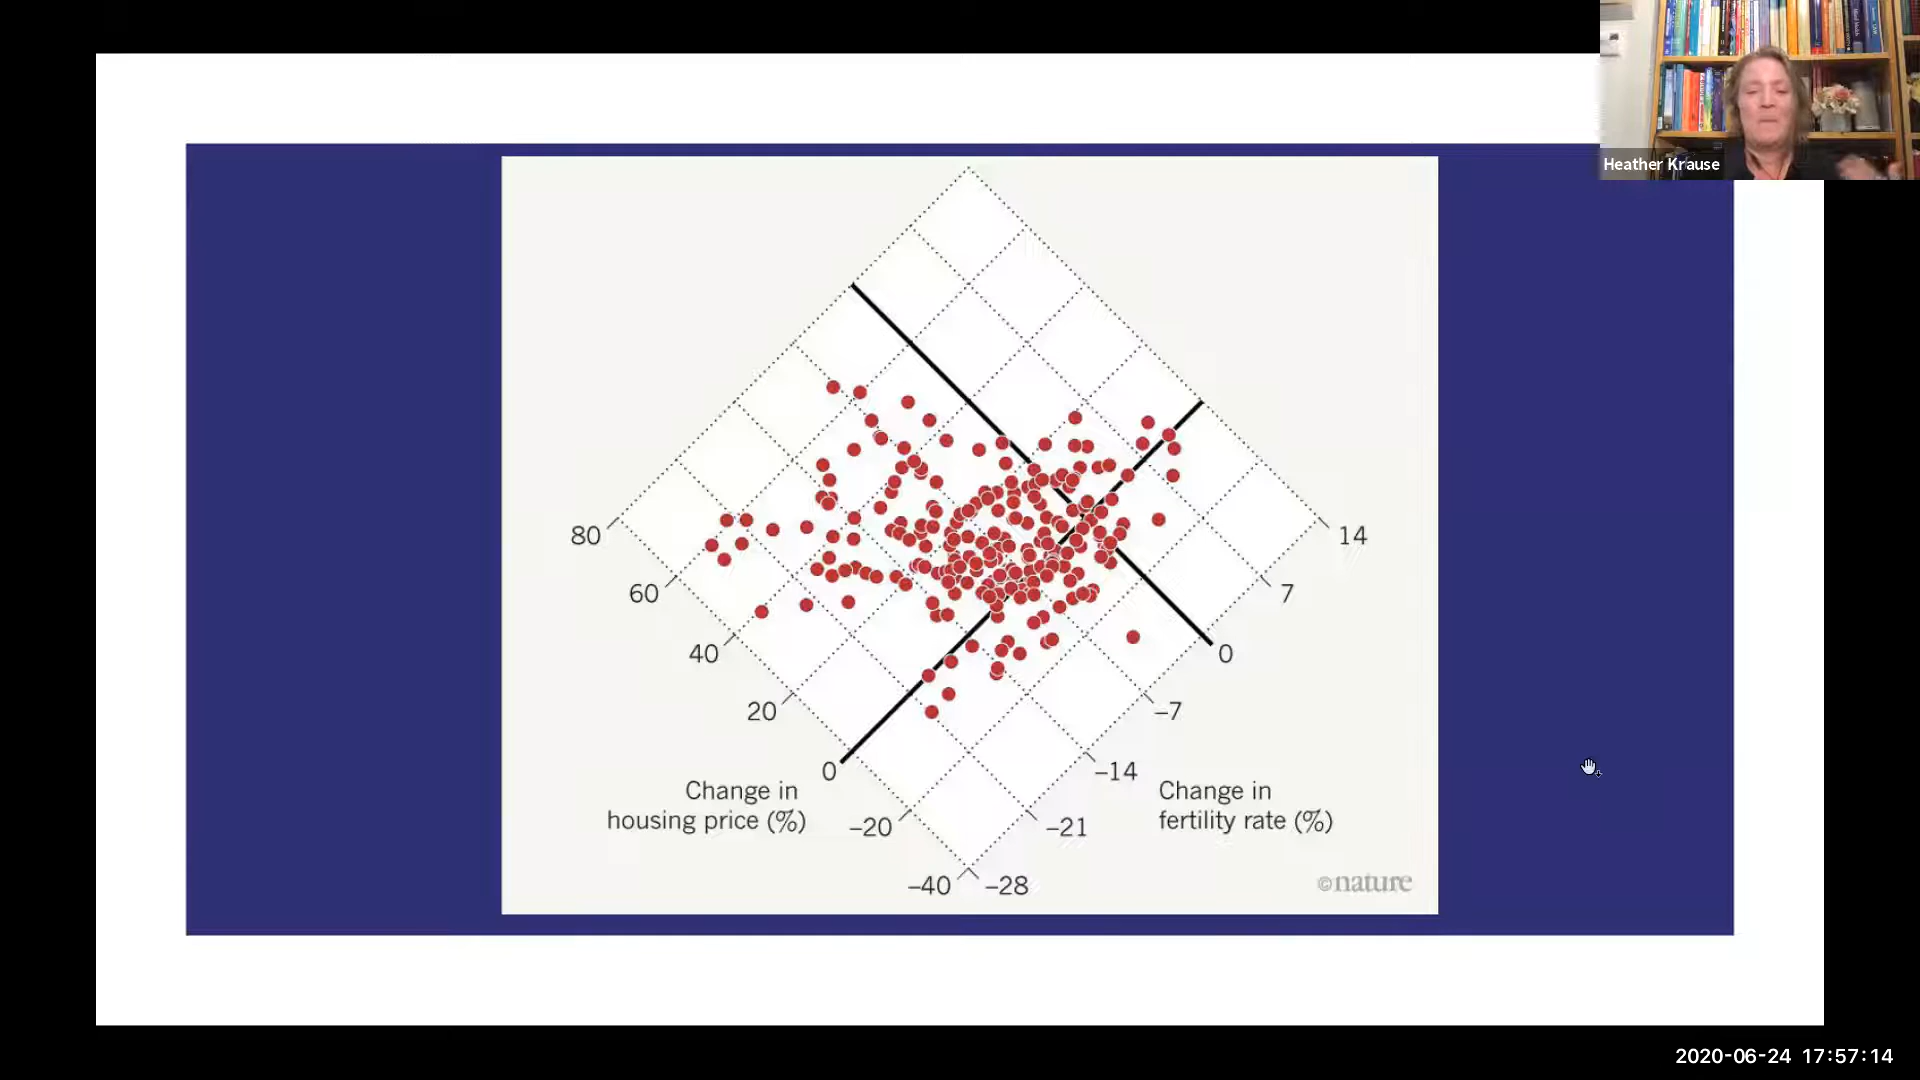 Heather Krause
80
14
60
7
40
0
20
–7
0
–14
Change in
housing price (%)
Change in
fertility rate (%)
–20
–21
–40
–28
©nature
2020-06-24 17:57:14